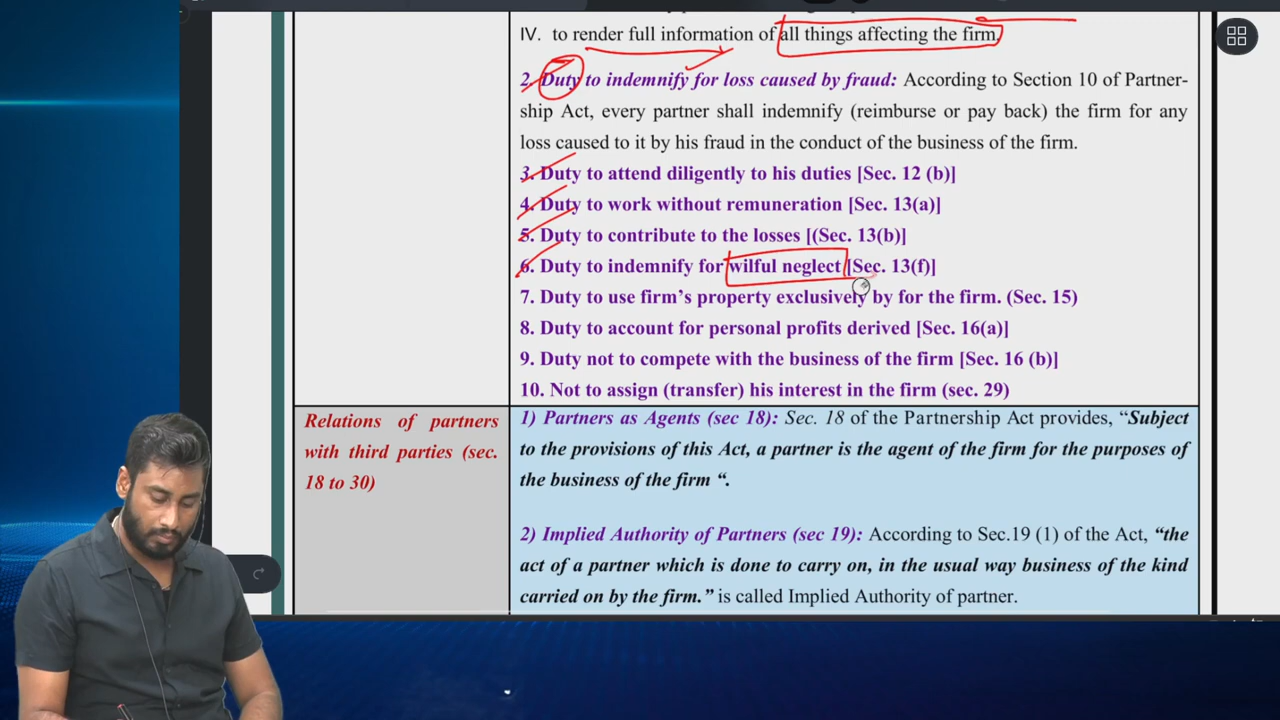 IV. to render full information of all things affecting the firm.
2. Duty to indemnify for loss caused by fraud: According to Section 10 of Partner-
ship Act, every partner shall indemnify (reimburse or pay back) the firm for any
loss caused to it by his fraud in the conduct of the business of the firm.
3. Duty to attend diligently to his duties [Sec. 12 (b)]
4. Duty to work without remuneration [Sec. 13(a)]
5. Duty to contribute to the losses [(Sec. 13(b)]
6. Duty to indemnify for wilful neglect [Sec. 13(f)]
7. Duty to use firm's property exclusively by for the firm. (Sec. 15)
8. Duty to account for personal profits derived [Sec. 16(a)]
9. Duty not to compete with the business of the firm [Sec. 16 (b)]
10. Not to assign (transfer) his interest in the firm (sec. 29)
Relations of partners
with third parties (sec.
18 to 30)
1) Partners as Agents (sec 18): Sec. 18 of the Partnership Act provides, “Subject
to the provisions of this Act, a partner is the agent of the firm for the purposes of
the business of the firm “.
2) Implied Authority of Partners (sec 19): According to Sec.19 (1) of the Act, “the
act of a partner which is done to carry on, in the usual way business of the kind
carried on by the firm.” is called Implied Authority of partner.